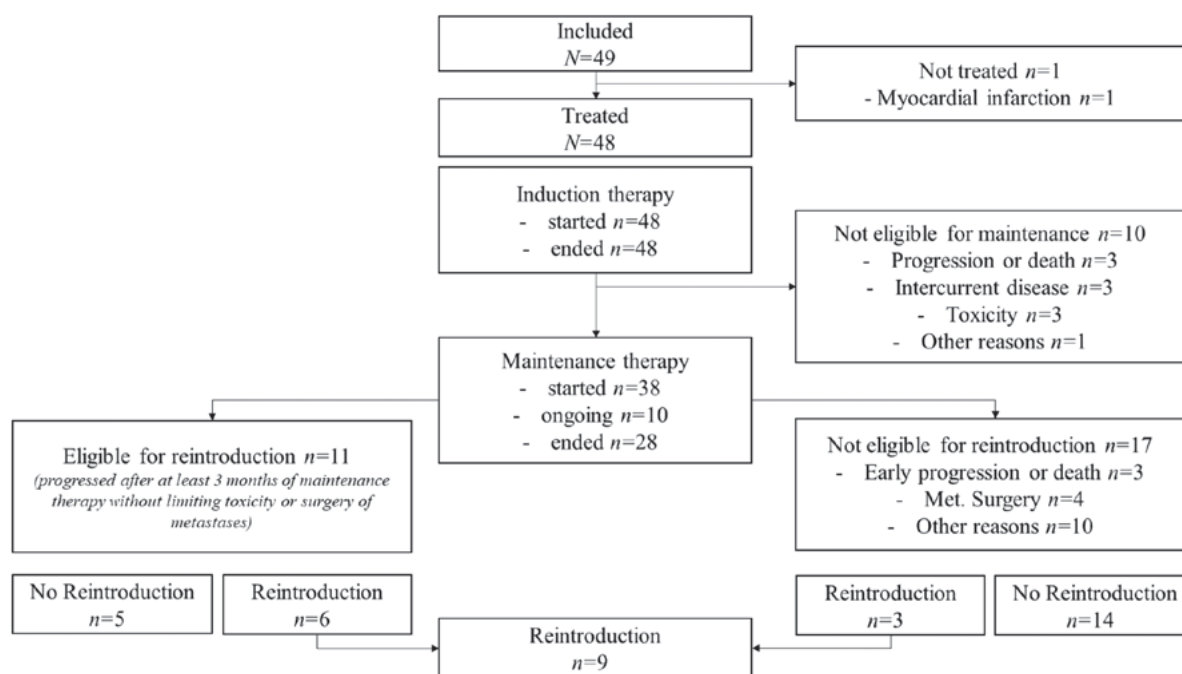 Included
N=49
Not treated n=1
- Myocardial infarction n=1
Treated
N=48
Induction therapy
- started n=48
- ended n=48
Not eligible for maintenance n=10
- Progression or death n=3
- Intercurrent disease n=3
- Toxicity n=3
- Other reasons n=1
Maintenance therapy
- started n=38
- ongoing n=10
- ended n=28
Eligible for reintroduction n=11
(progressed after at least 3 months of maintenance
therapy without limiting toxicity or surgery of
metastases)
Not eligible for reintroduction n=17
- Early progression or death n=3
- Met. Surgery n=4
- Other reasons n=10
No Reintroduction
n=5
Reintroduction
n=6
Reintroduction
n=3
No Reintroduction
n=14
Reintroduction
n=9